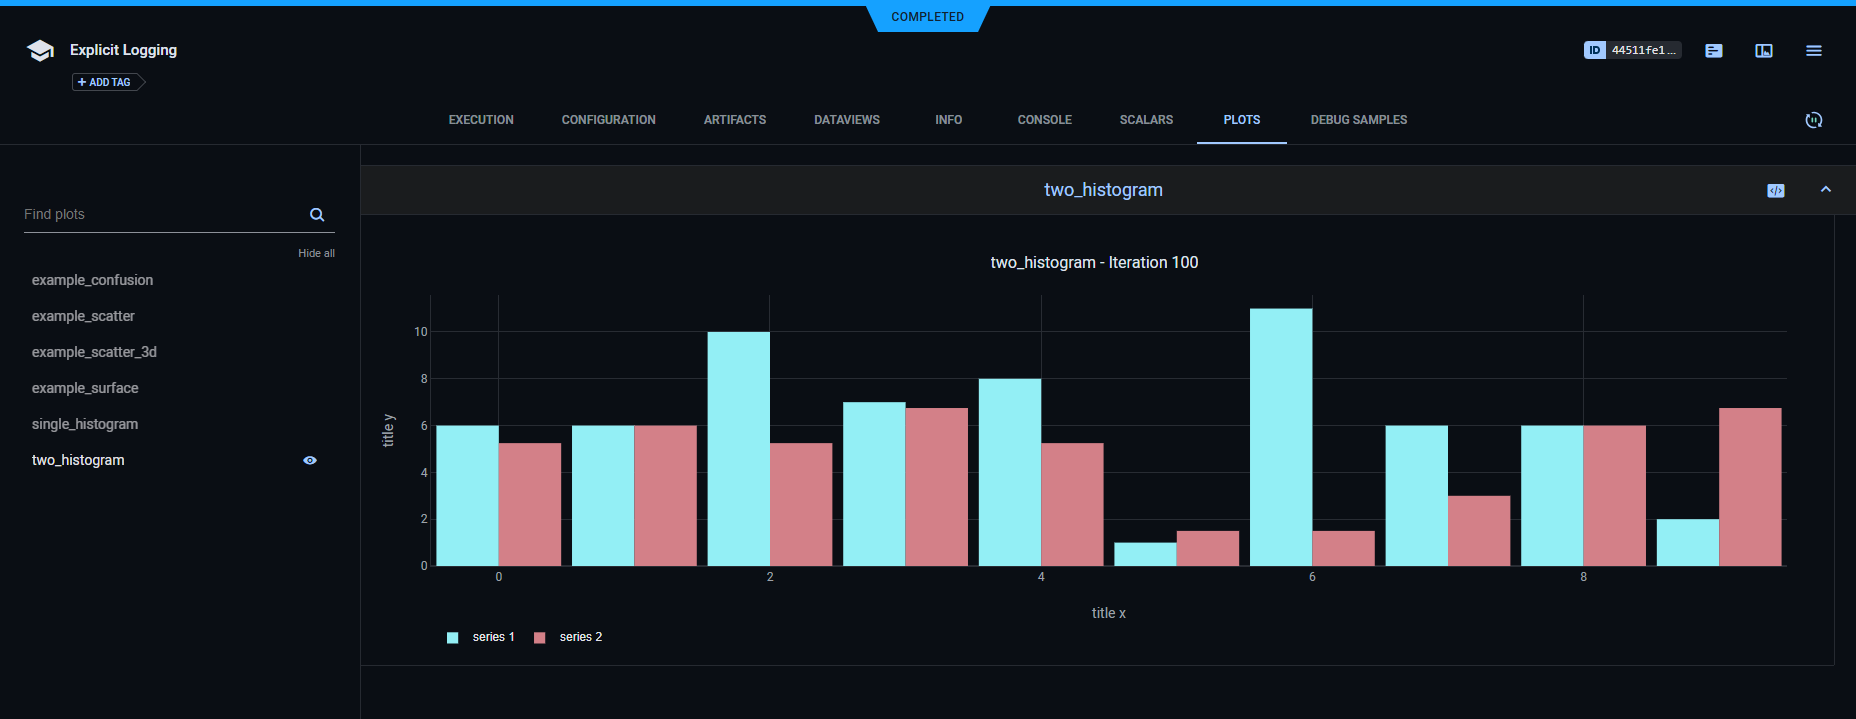 COMPLETED
Explicit Logging
ID 44511fe1...
+ ADD TAG
EXECUTION CONFIGURATION ARTIFACTS DATAVIEWS INFO CONSOLE SCALARS PLOTS DEBUG SAMPLES
two_histogram
Find plots
Hide all
example_confusion
example_scatter
example_scatter_3d
example_surface
single_histogram
two_histogram
two_histogram - Iteration 100
10
8
6
4
2
0
title y
0 2 4 6 8
title x
series 1 series 2